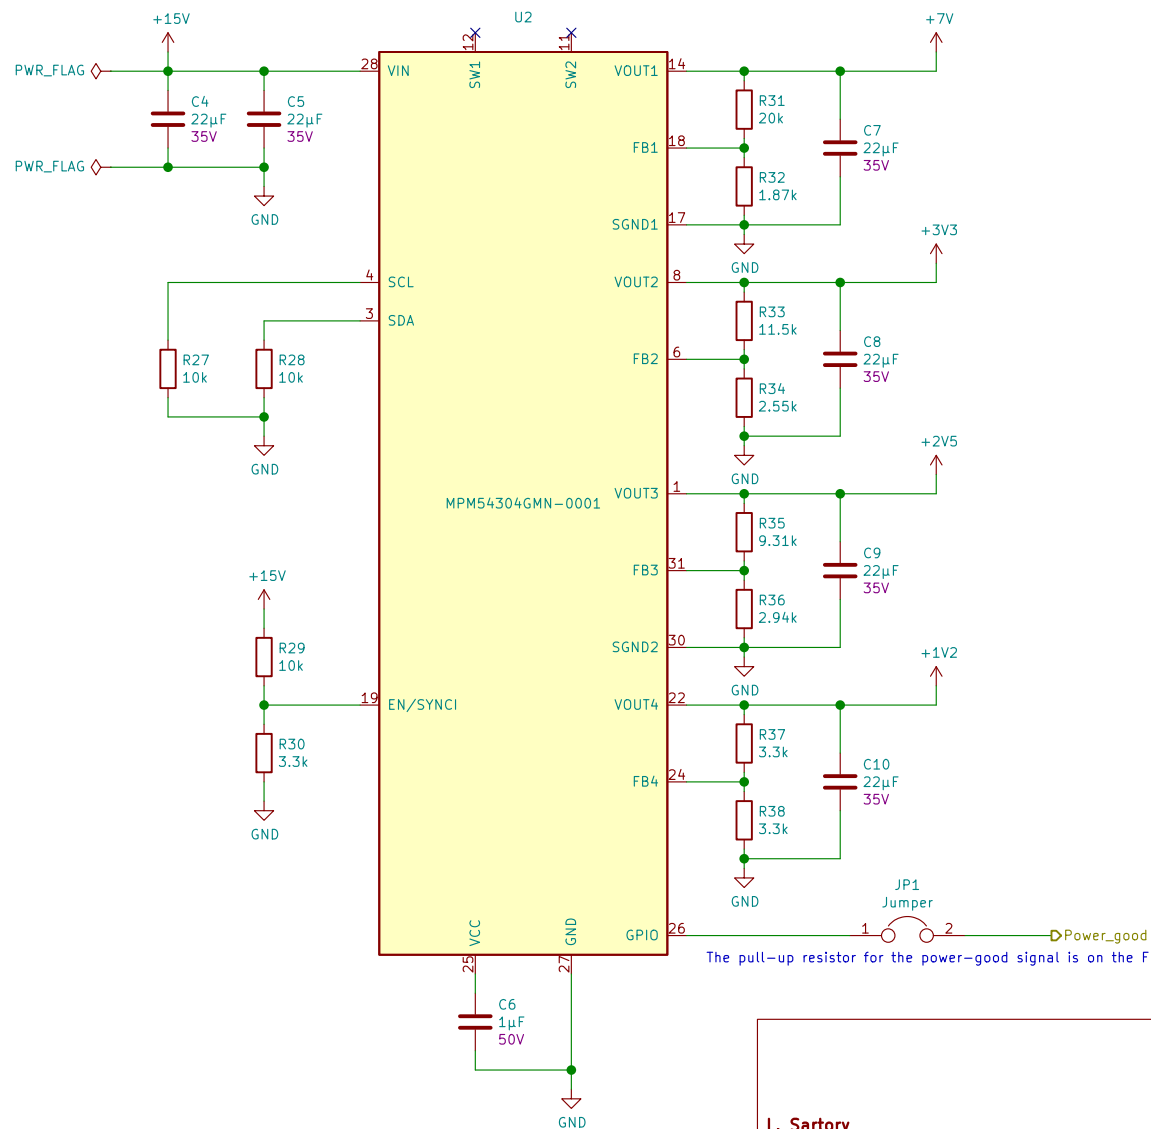 +15V
U2
+7V
PWR_FLAG
28
VIN
12
SW1
11
SW2
VOUT1
14
C4
22µF
35V
C5
22µF
35V
R31
20k
C7
22µF
35V
FB1
18
PWR_FLAG
R32
1.87k
GND
SGND1
17
GND
+3V3
4
SCL
VOUT2
8
3
SDA
R33
11.5k
C8
22µF
35V
FB2
6
R27
10k
R28
10k
R34
2.55k
GND
GND
+2V5
MPM54304GMN-0001
VOUT3
1
R35
9.31k
C9
22µF
35V
FB3
31
+15V
R36
2.94k
R29
10k
SGND2
30
GND
+1V2
19
EN/SYNCI
VOUT4
22
R30
3.3k
R37
3.3k
C10
22µF
35V
FB4
24
R38
3.3k
GND
GND
JP1
Jumper
VCC
25
GND
27
GPIO
26
1
2
Power_good
The pull-up resistor for the power-good signal is on the F
C6
1µF
50V
GND
L. Sartory